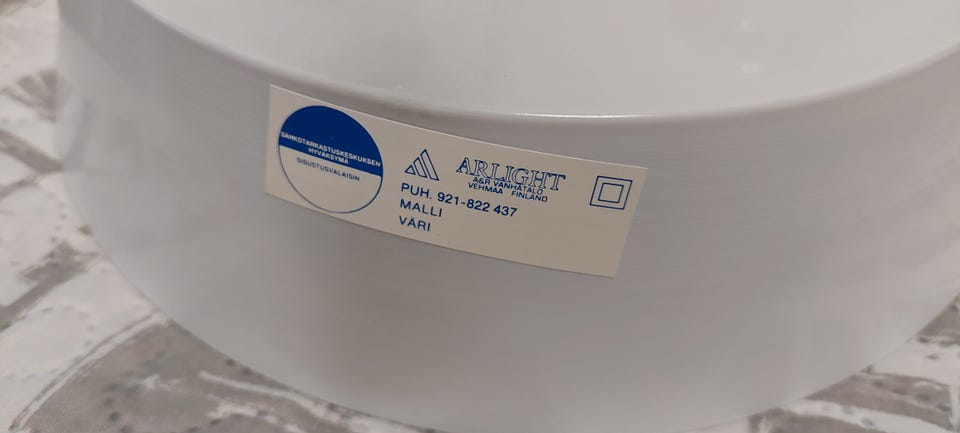 SÄHKÖTARKASTUSKESKUKSEN
HYVÄKSYMÄ
SISUSTUSVALAISIN
ARLIGHT
A&R VANHATALO
VEHMAA FINLAND
PUH. 921-822 437
MALLI
VÄRI